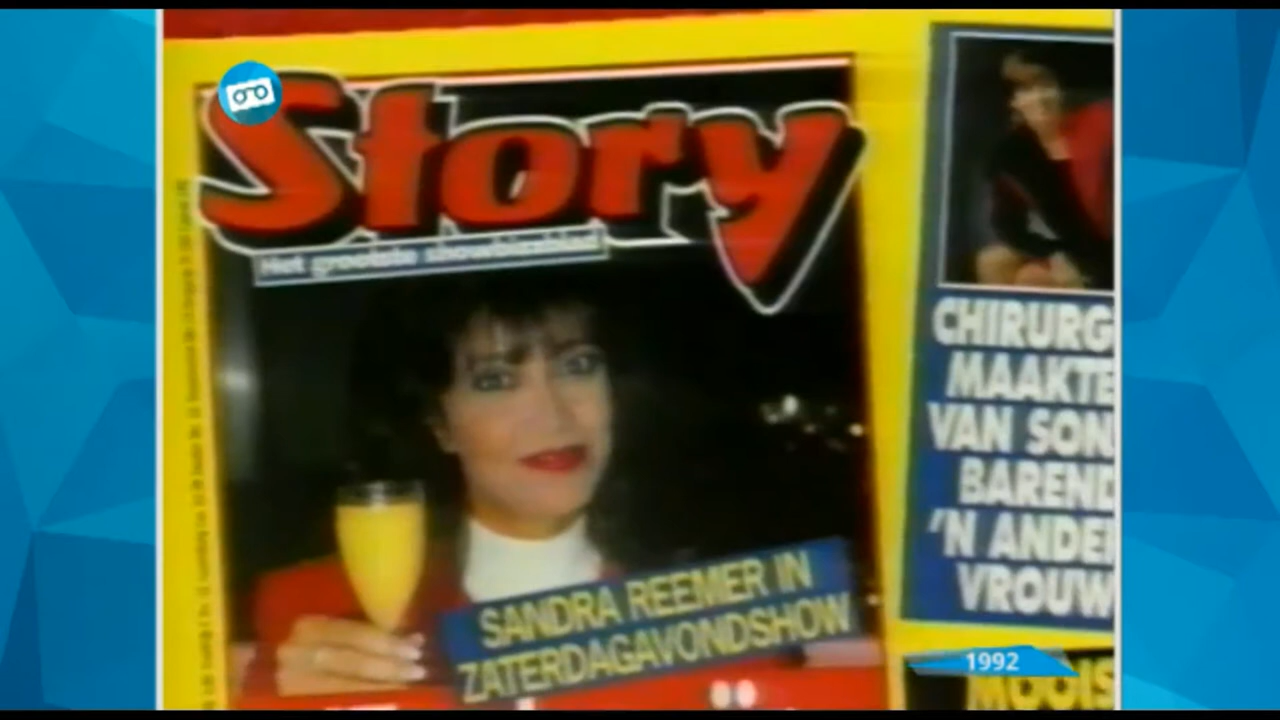 Story
Het grootste showbizzblad
SANDRA REEMER IN
ZATERDAGAVONDSHOW
CHIRURG
MAAKTE
VAN SON
BAREND
'N ANDE
VROUW
1992
MOOIS